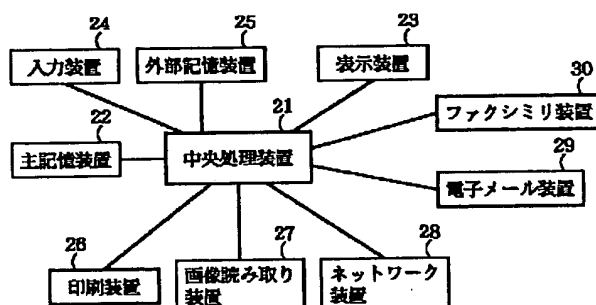 24
25
23
入力装置
外部記憶装置
表示装置
30
22
21
ファクシミリ装置
主記憶装置
中央処理装置
29
電子メール装置
26
27
28
印刷装置
画像読み取り
装置
ネットワーク
装置